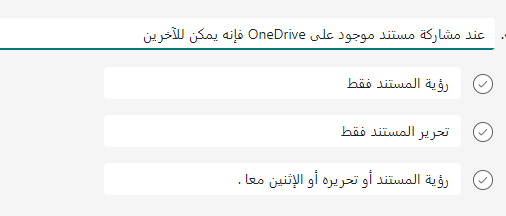 عند مشاركة مستند موجود على OneDrive فإنه يمكن للآخرين
رؤية المستند فقط
تحرير المستند فقط
رؤية المستند أو تحريره أو الإثنين معا .